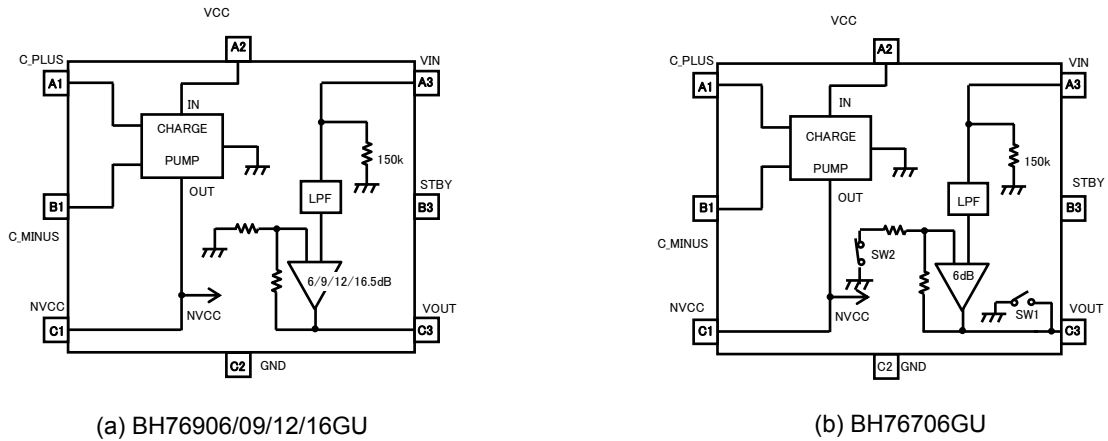 VCC
A2
C_PLUS
A1
VIN
A3
IN
CHARGE
PUMP
OUT
150k
LPF
B1
C_MINUS
STBY
B3
6/9/12/16.5dB
NVCC
NVCC
C1
VOUT
C3
C2
GND
(a) BH76906/09/12/16GU
VCC
A2
C_PLUS
A1
VIN
A3
IN
CHARGE
PUMP
OUT
150k
LPF
B1
C_MINUS
STBY
B3
SW2
6dB
NVCC
NVCC
C1
SW1
VOUT
C3
C2
GND
(b) BH76706GU